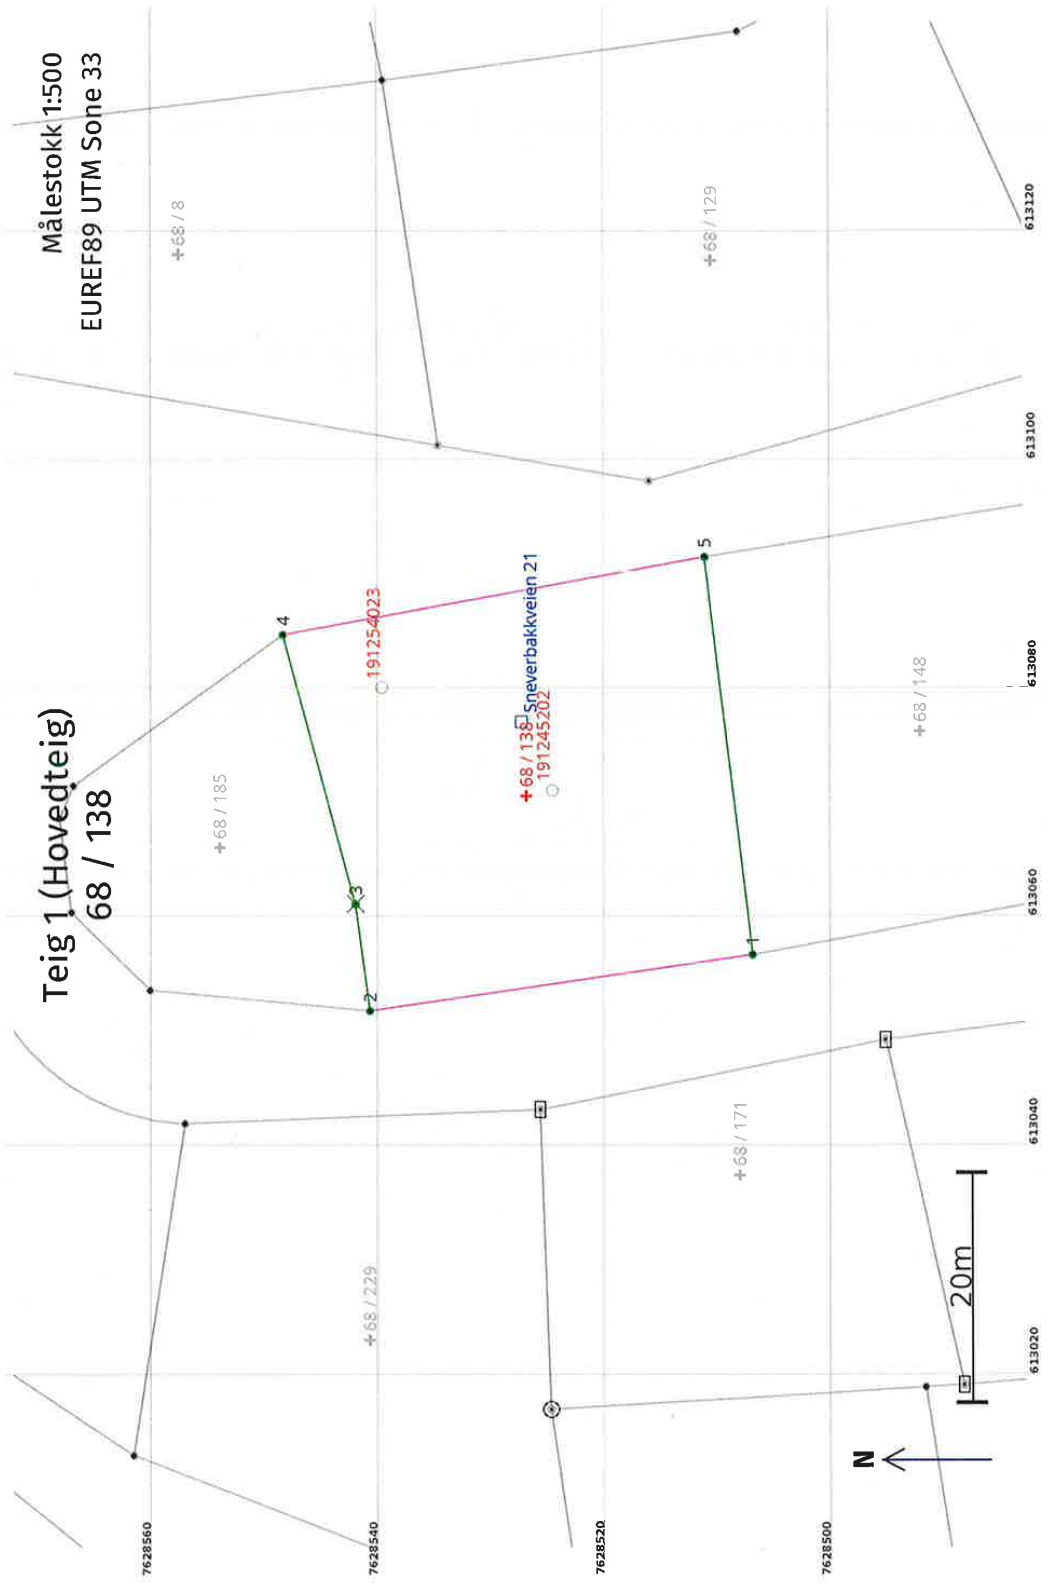 Teig 1 (Hovedteig)
68 / 138
Målestokk 1:500
EUREF89 UTM Sone 33
+68 / 8
+68 / 185
+68 / 129
4
191254023
3
2
Sneverbakkveien 21
+68 / 138
191245202
5
1
+68 / 148
+68 / 229
+68 / 171
20m
N
7628560
7628540
7628520
7628500
613020
613040
613060
613080
613100
613120